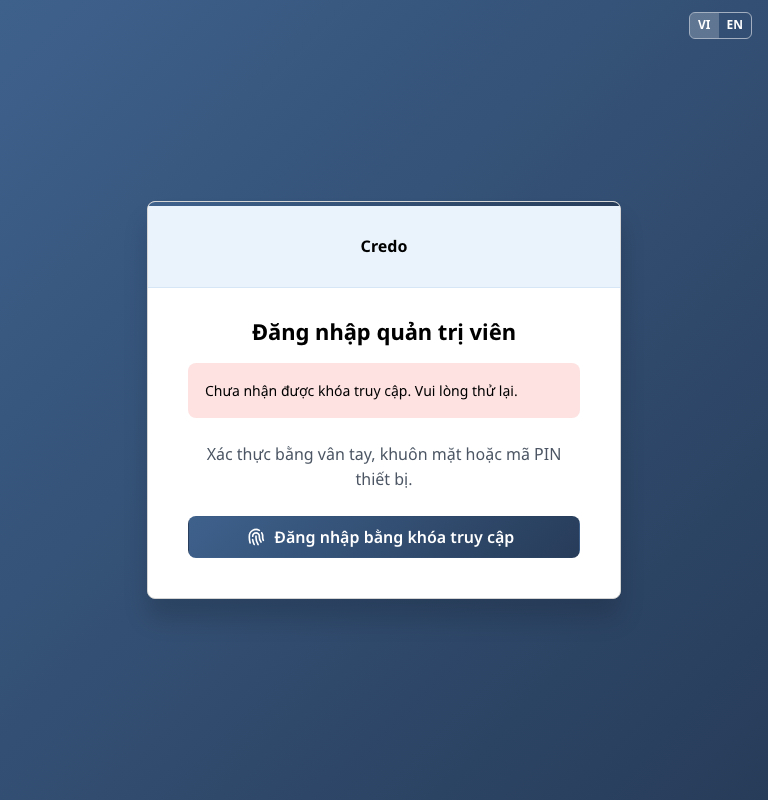 VI EN
Credo
Đăng nhập quản trị viên
Chưa nhận được khóa truy cập. Vui lòng thử lại.
Xác thực bằng vân tay, khuôn mặt hoặc mã PIN
thiết bị.
Đăng nhập bằng khóa truy cập